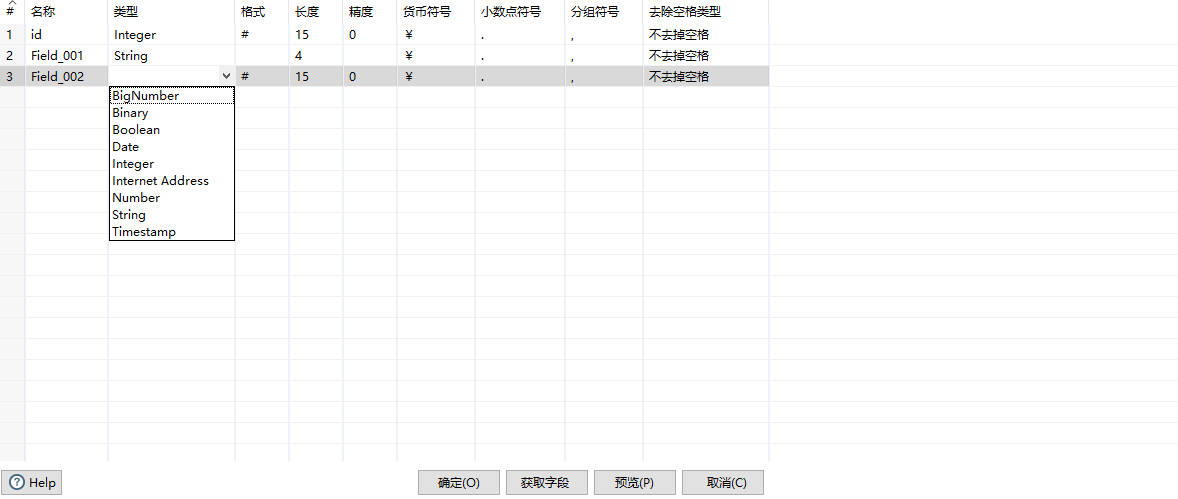 # 名称 类型 格式 长度 精度 货币符号 小数点符号 分组符号 去除空格类型
1 id Integer # 15 0 ¥ . , 不去掉空格
2 Field_001 String 4 ¥ . , 不去掉空格
3 Field_002 # 15 0 ¥ . , 不去掉空格
BigNumber
Binary
Boolean
Date
Integer
Internet Address
Number
String
Timestamp
? Help 确定(O) 获取字段 预览(P) 取消(C)